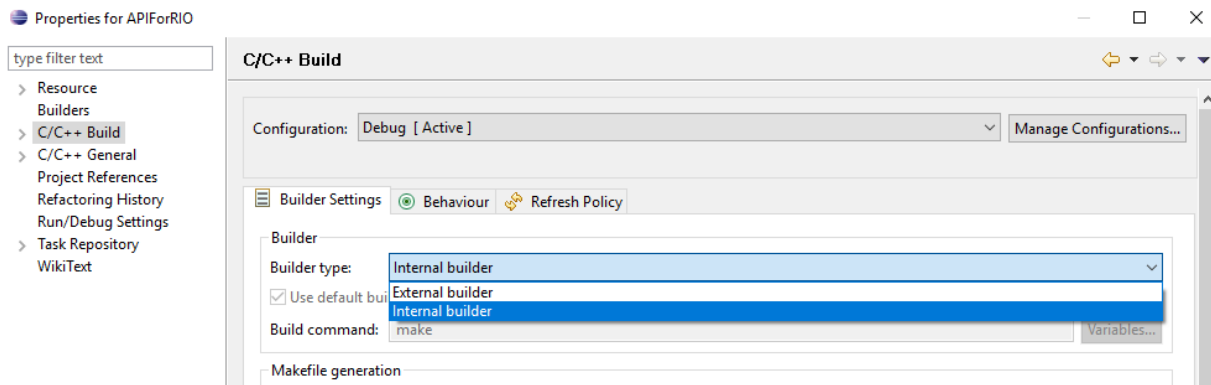 Properties for APIForRIO
type filter text
Resource
Builders
C/C++ Build
C/C++ General
Project References
Refactoring History
Run/Debug Settings
Task Repository
WikiText
C/C++ Build
Configuration: Debug [ Active ] Manage Configurations...
Builder Settings Behaviour Refresh Policy
Builder
Builder type: Internal builder
Use default bui
External builder
Internal builder
Build command: make Variables...
Makefile generation